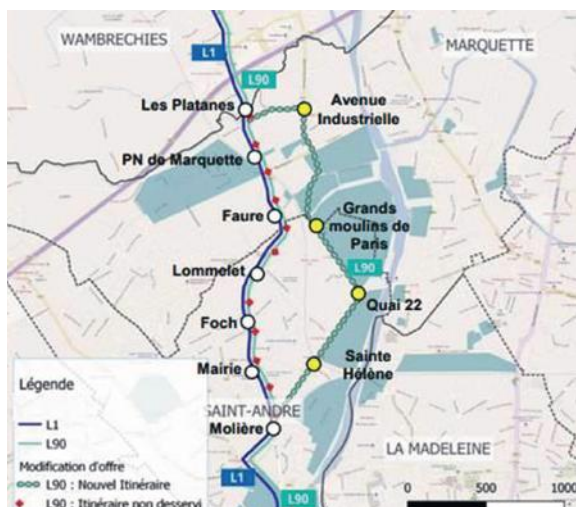 WAMBRECHIES
MARQUETTE
L1
L90
Les Platanes
Avenue
Industrielle
PN de Marquette
Faure
Grands
moulins de
Paris
Lommelet
L90
Quai 22
Foch
Mairie
Sainte
Hélène
Légende
L1
L90
Modification d'offre
L90 : Nouvel Itinéraire
L90 : Itinéraire non desservi
SAINT-ANDRE
Molière
LA MADELEINE
L1
L90
0
500
1000